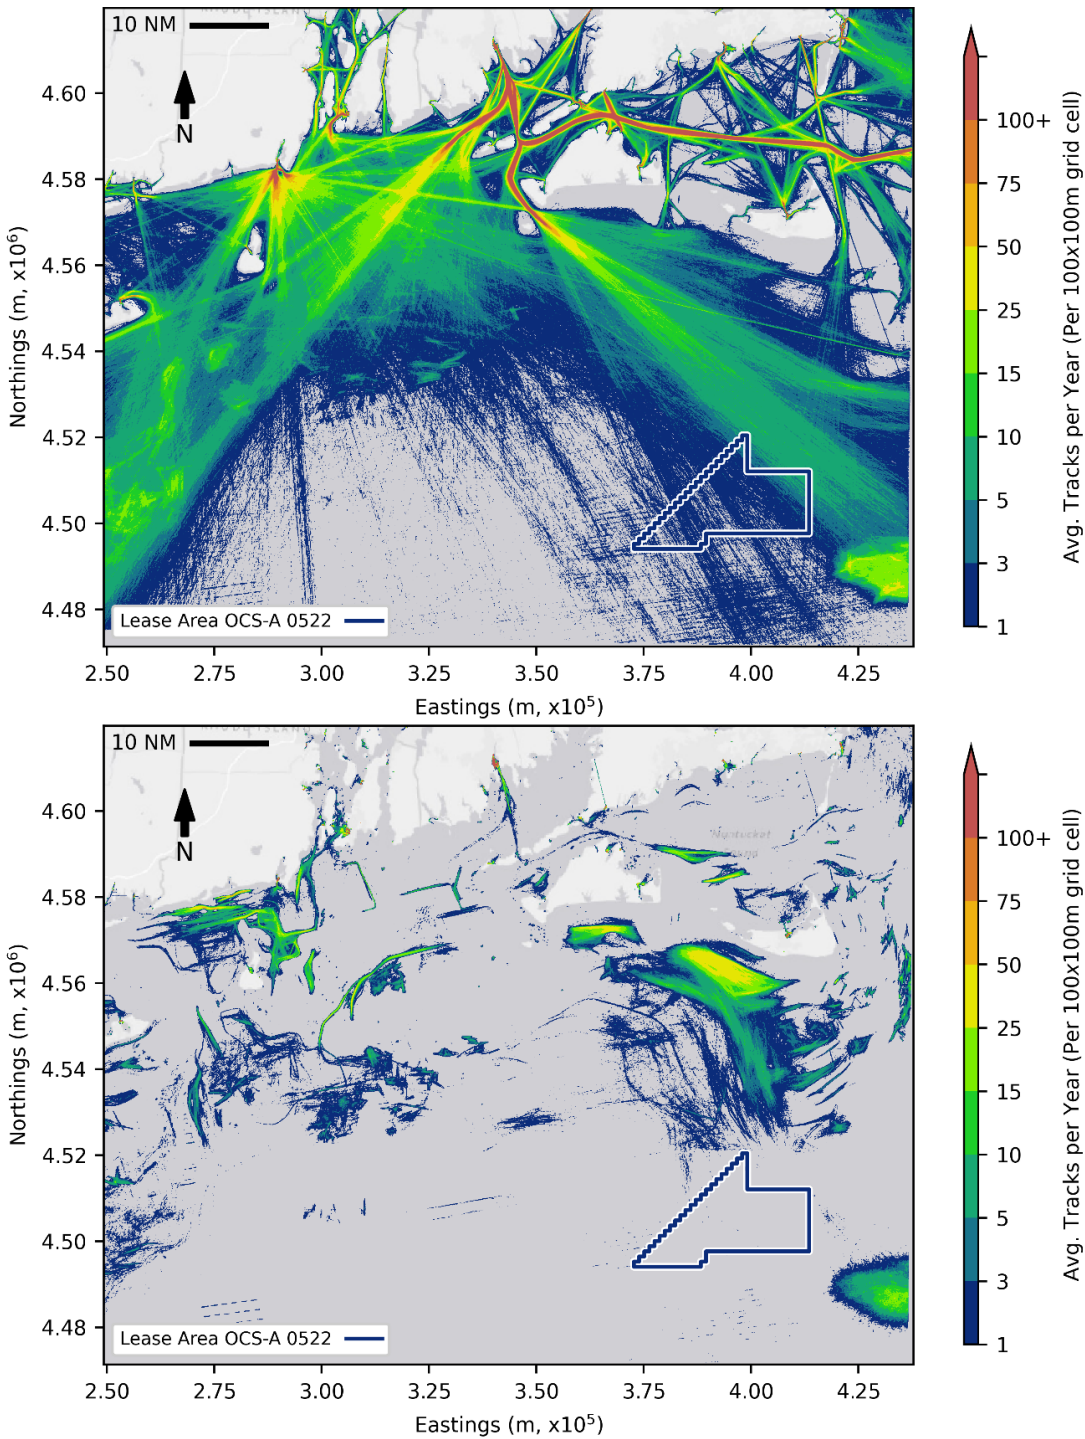 RHODE ISLAND
10 NM
N
4.60
4.58
4.56
4.54
4.52
4.50
4.48
Northings (m, x10⁶)
Lease Area OCS-A 0522
2.50 2.75 3.00 3.25 3.50 3.75 4.00 4.25
Eastings (m, x10⁵)
100+
75
50
25
15
10
5
3
1
Avg. Tracks per Year (Per 100x100m grid cell)
10 NM
N
Nantucket
4.60
4.58
4.56
4.54
4.52
4.50
4.48
Northings (m, x10⁶)
Lease Area OCS-A 0522
2.50 2.75 3.00 3.25 3.50 3.75 4.00 4.25
Eastings (m, x10⁵)
100+
75
50
25
15
10
5
3
1
Avg. Tracks per Year (Per 100x100m grid cell)